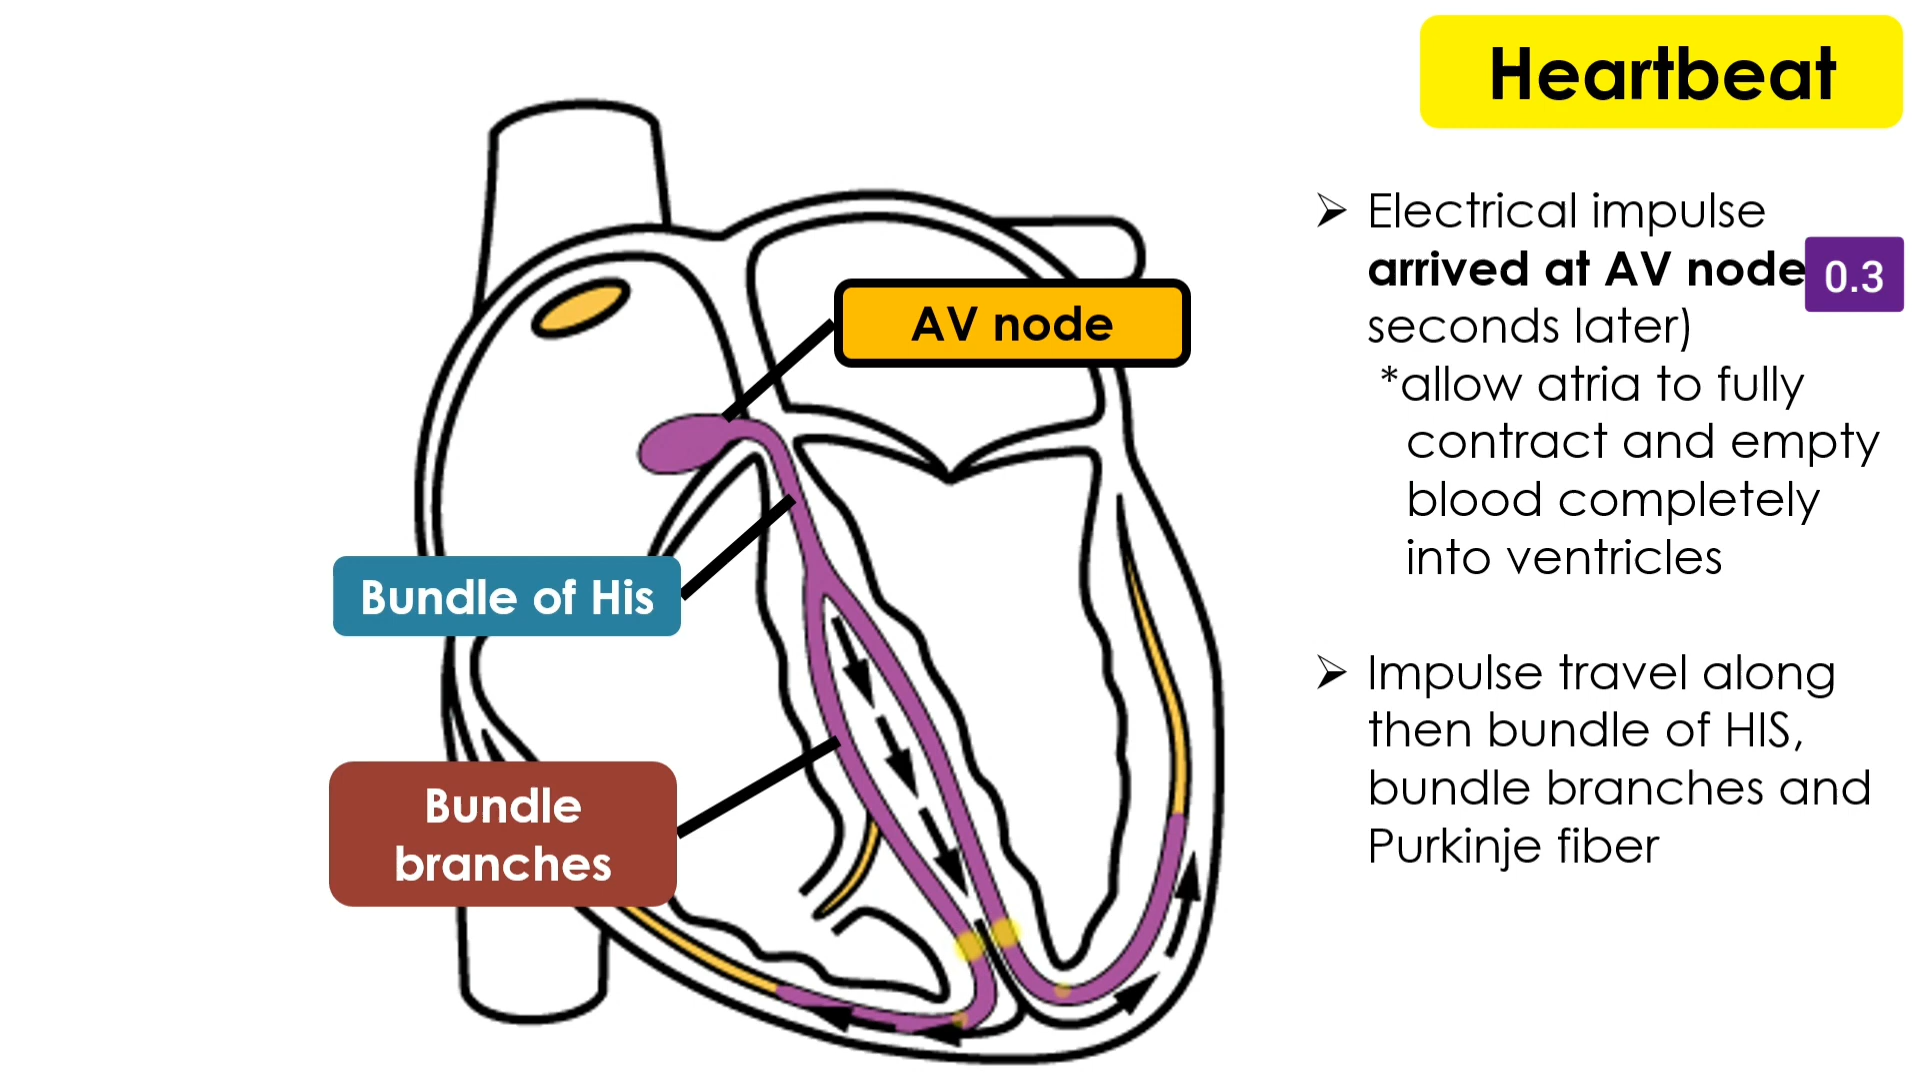 Heartbeat
Electrical impulse
arrived at AV node 0.3
seconds later)
*allow atria to fully
contract and empty
blood completely
into ventricles
Impulse travel along
then bundle of HIS,
bundle branches and
Purkinje fiber
AV node
Bundle of His
Bundle
branches